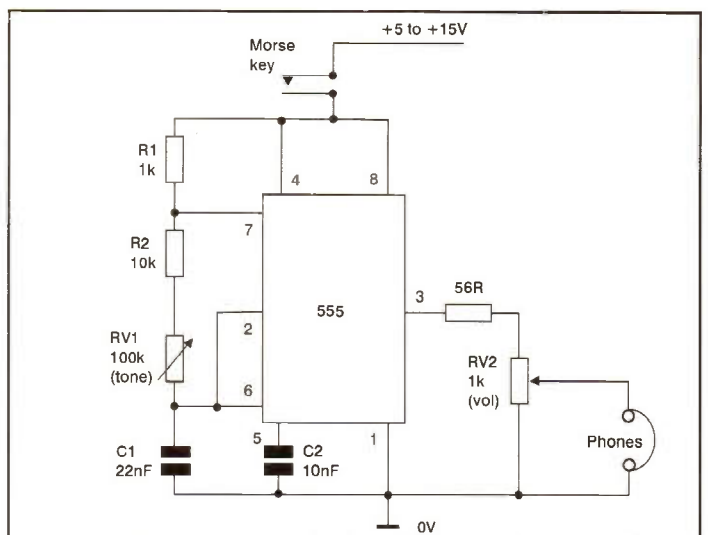 +5 to +15V
Morse
key
R1
1k
4
8
7
R2
10k
555
3
56R
2
RV1
100k
(tone)
RV2
1k
(vol)
6
C1
22nF
5
C2
10nF
1
Phones
0V